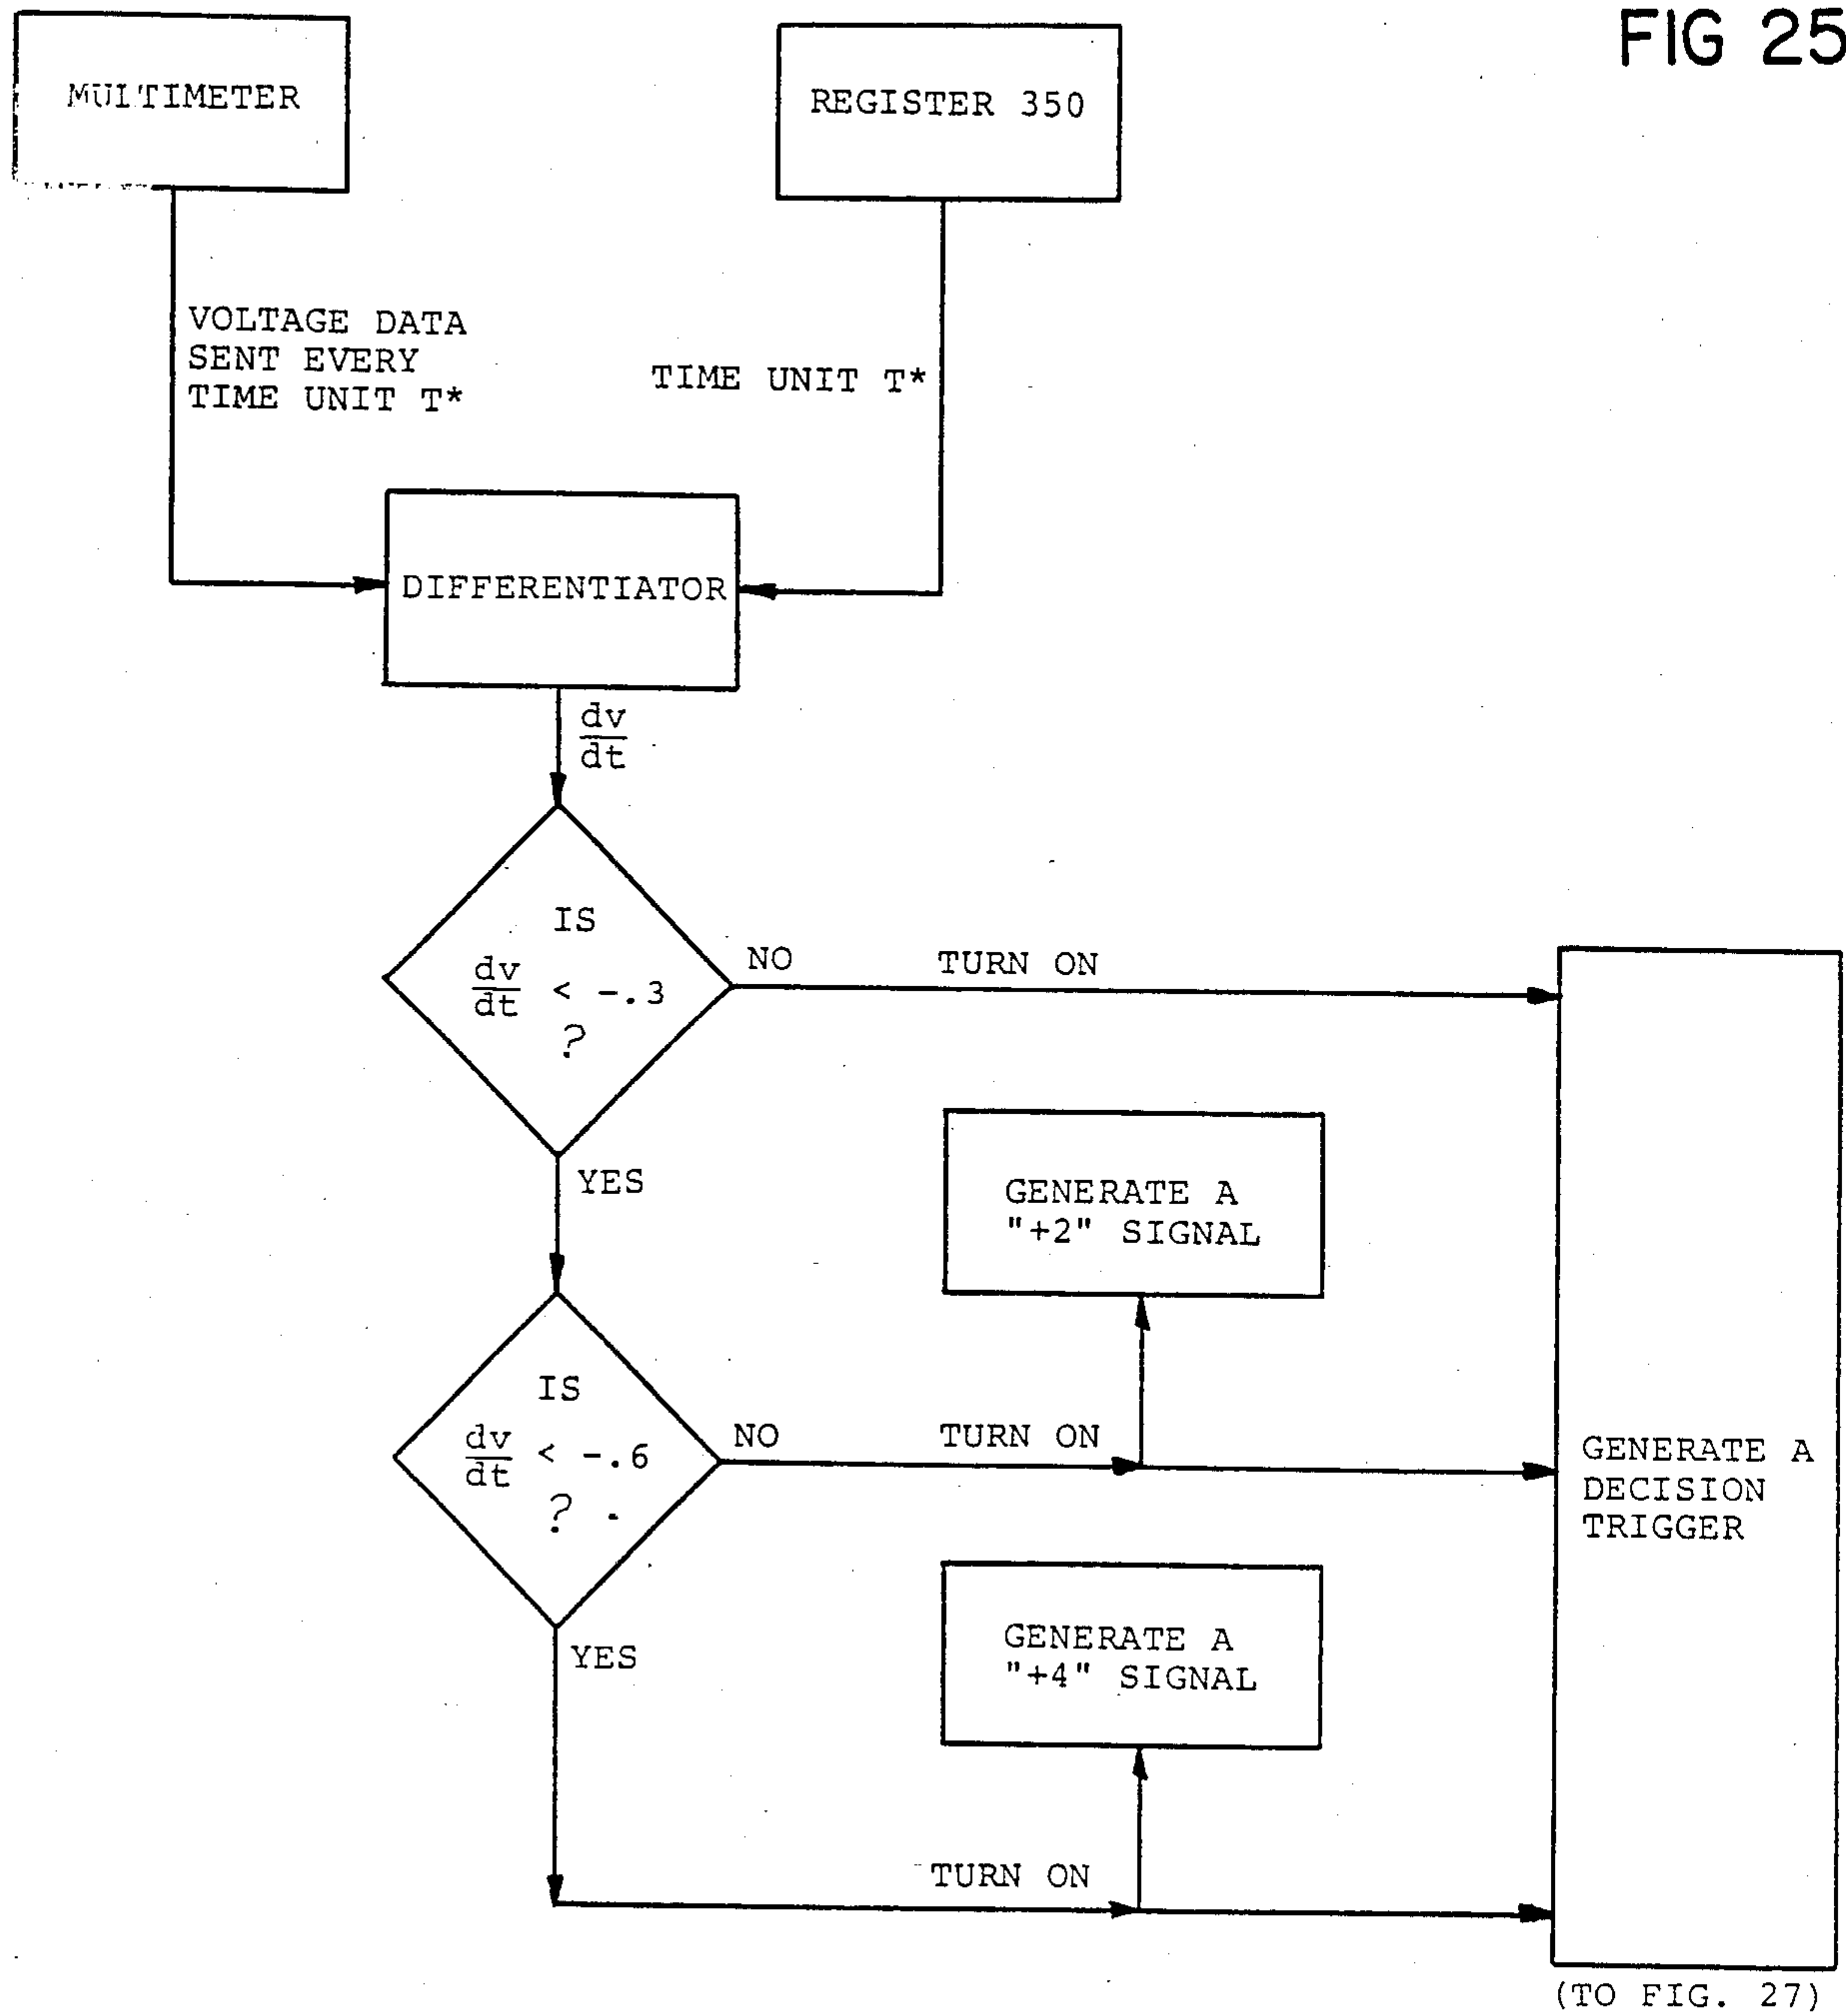 FIG 25
MULTIMETER
REGISTER 350
VOLTAGE DATA
SENT EVERY
TIME UNIT T*
TIME UNIT T*
DIFFERENTIATOR
dv
dt
IS
dv
dt < -.3
?
NO
TURN ON
YES
GENERATE A
"+2" SIGNAL
IS
dv
dt < -.6
?
NO
TURN ON
GENERATE A
DECISION
TRIGGER
YES
GENERATE A
"+4" SIGNAL
TURN ON
(TO FIG. 27)